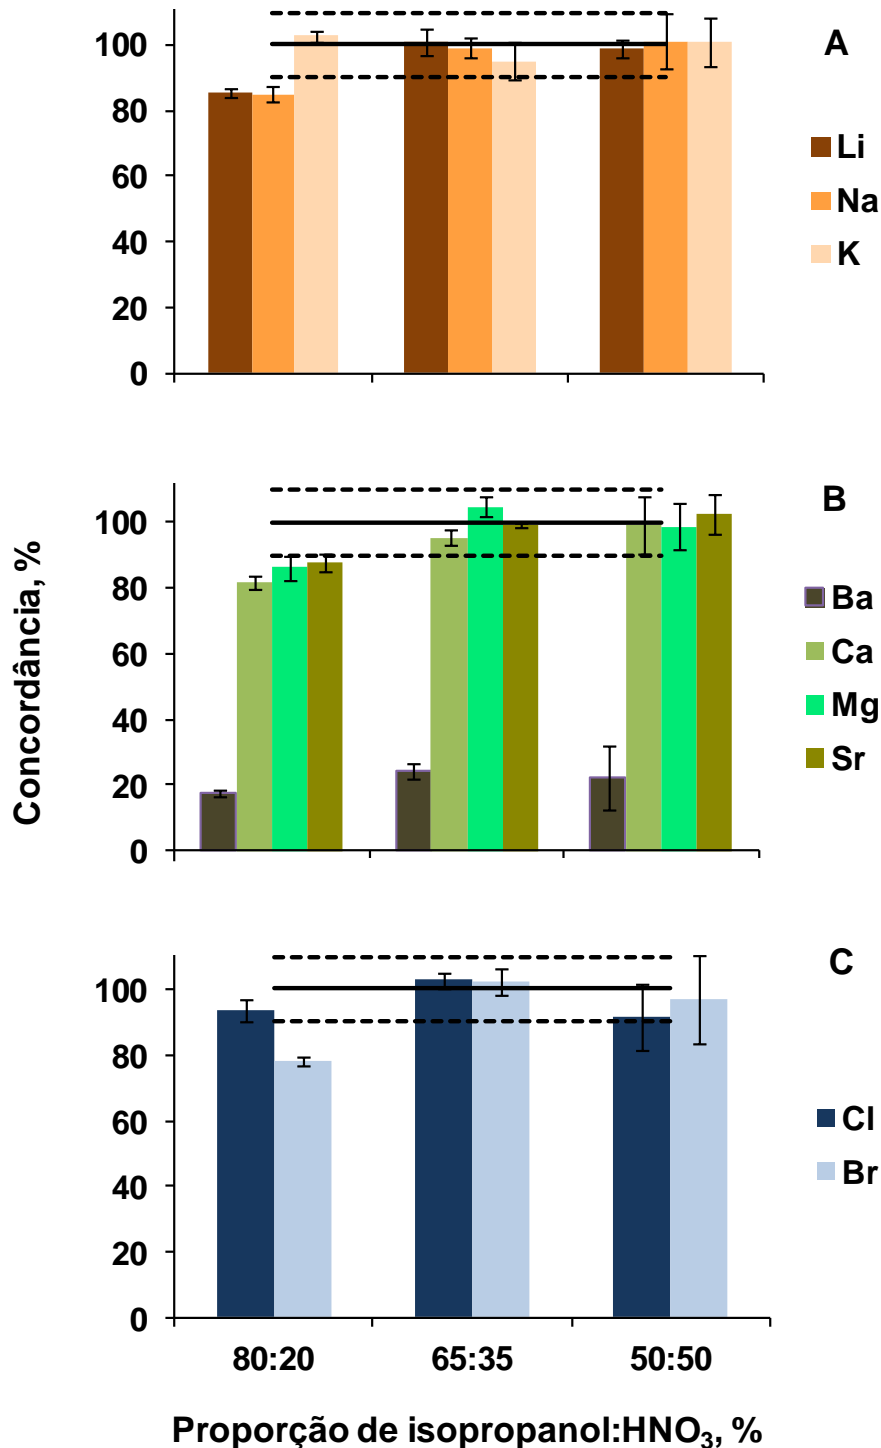 A
100
80
60
40
20
0
Li
Na
K
B
100
80
60
40
20
0
Ba
Ca
Mg
Sr
Concordância, %
C
100
80
60
40
20
0
Cl
Br
80:20 65:35 50:50
Proporção de isopropanol:HNO₃, %